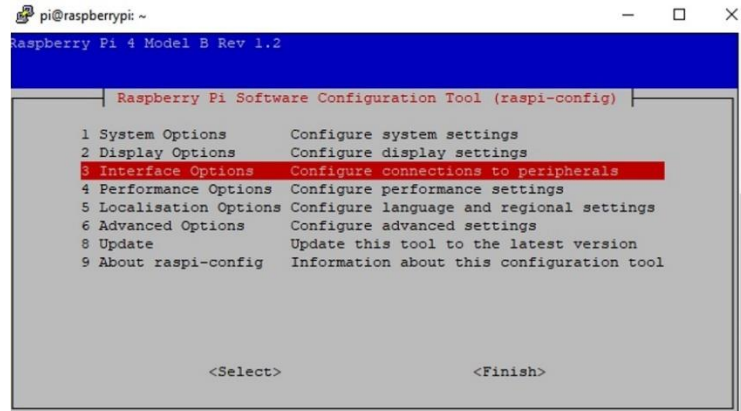 pi@raspberrypi: ~
Raspberry Pi 4 Model B Rev 1.2
Raspberry Pi Software Configuration Tool (raspi-config)
1 System Options Configure system settings
2 Display Options Configure display settings
3 Interface Options Configure connections to peripherals
4 Performance Options Configure performance settings
5 Localisation Options Configure language and regional settings
6 Advanced Options Configure advanced settings
8 Update Update this tool to the latest version
9 About raspi-config Information about this configuration tool
<Select> <Finish>